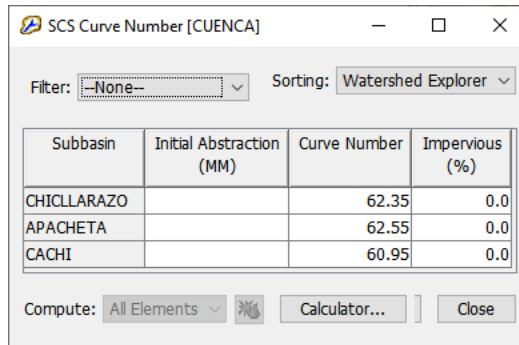 SCS Curve Number [CUENCA]
Filter: --None-- Sorting: Watershed Explorer
Subbasin Initial Abstraction (MM) Curve Number Impervious (%)
CHICLLARAZO 62.35 0.0
APACHETA 62.55 0.0
CACHI 60.95 0.0
Compute: All Elements Calculator... Close